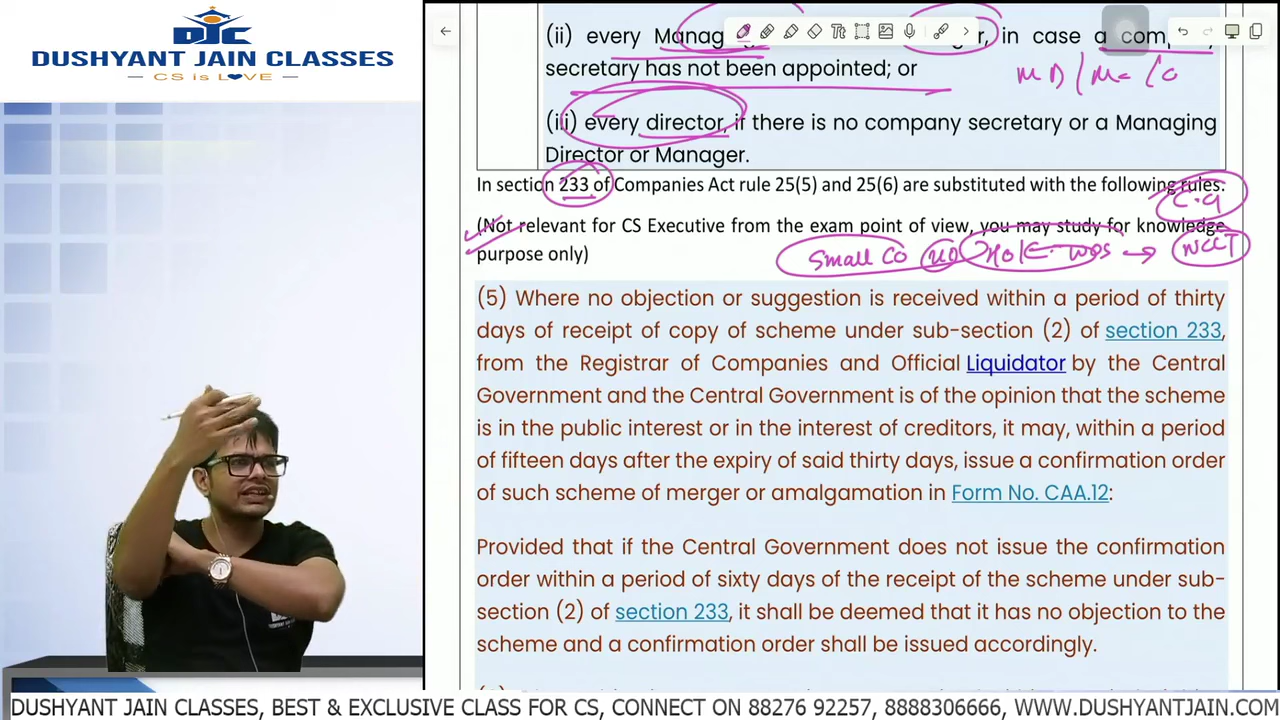 DJC
DUSHYANT JAIN CLASSES
CS is LOVE
(ii) every in case a
secretary has not been appointed; or
(iii) every director, if there is no company secretary or a Managing
Director or Manager.
In section 233 of Companies Act rule 25(5) and 25(6) are substituted with the following rules.
C.G
(Not relevant for CS Executive from the exam point of view, you may study for knowledge
purpose only)
Small Co → NCLT
(5) Where no objection or suggestion is received within a period of thirty
days of receipt of copy of scheme under sub-section (2) of section 233,
from the Registrar of Companies and Official Liquidator by the Central
Government and the Central Government is of the opinion that the scheme
is in the public interest or in the interest of creditors, it may, within a period
of fifteen days after the expiry of said thirty days, issue a confirmation order
of such scheme of merger or amalgamation in Form No. CAA.12:
Provided that if the Central Government does not issue the confirmation
order within a period of sixty days of the receipt of the scheme under sub-
section (2) of section 233, it shall be deemed that it has no objection to the
scheme and a confirmation order shall be issued accordingly.
DUSHYANT JAIN CLASSES, BEST & EXCLUSIVE CLASS FOR CS, CONNECT ON 88276 92257, 8888306666, WWW.DUSHYANTJAIN.COM